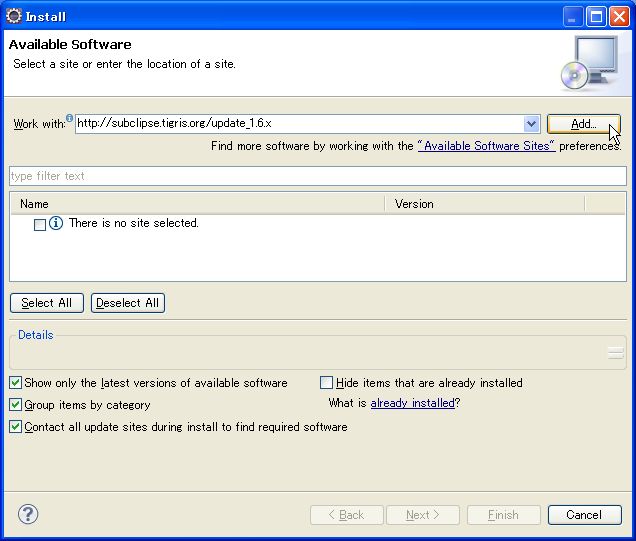 Install
Available Software
Select a site or enter the location of a site.
Work with: http://subclipse.tigris.org/update_1.6.x Add...
Find more software by working with the "Available Software Sites" preferences.
type filter text
Name Version
There is no site selected.
Select All Deselect All
Details
Show only the latest versions of available software Hide items that are already installed
Group items by category What is already installed?
Contact all update sites during install to find required software
? < Back Next > Finish Cancel